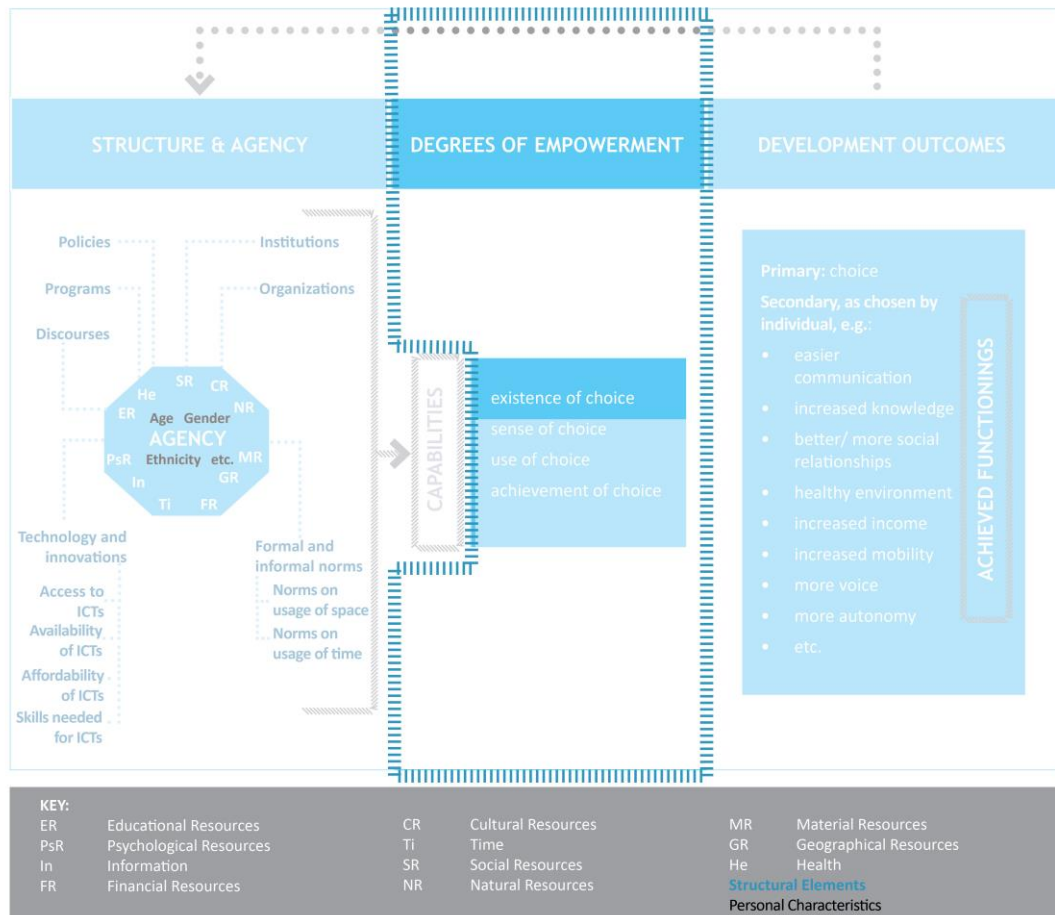 STRUCTURE & AGENCY
DEGREES OF EMPOWERMENT
DEVELOPMENT OUTCOMES
Policies
Programs
Discourses
Institutions
Organizations
He
SR
CR
ER
NR
Age Gender
AGENCY
Ethnicity etc.
PsR
MR
In
GR
Ti
FR
Technology and
innovations
Access to
ICTs
Availability
of ICTs
Affordability
of ICTs
Skills needed
for ICTs
Formal and
informal norms
Norms on
usage of space
Norms on
usage of time
CAPABILITIES
existence of choice
sense of choice
use of choice
achievement of choice
Primary: choice
Secondary, as chosen by
individual, e.g.:
• easier
communication
• increased knowledge
• better/ more social
relationships
• healthy environment
• increased income
• increased mobility
• more voice
• more autonomy
• etc.
ACHIEVED FUNCTIONINGS
KEY:
ER Educational Resources
PsR Psychological Resources
In Information
FR Financial Resources
CR Cultural Resources
Ti Time
SR Social Resources
NR Natural Resources
MR Material Resources
GR Geographical Resources
He Health
Structural Elements
Personal Characteristics